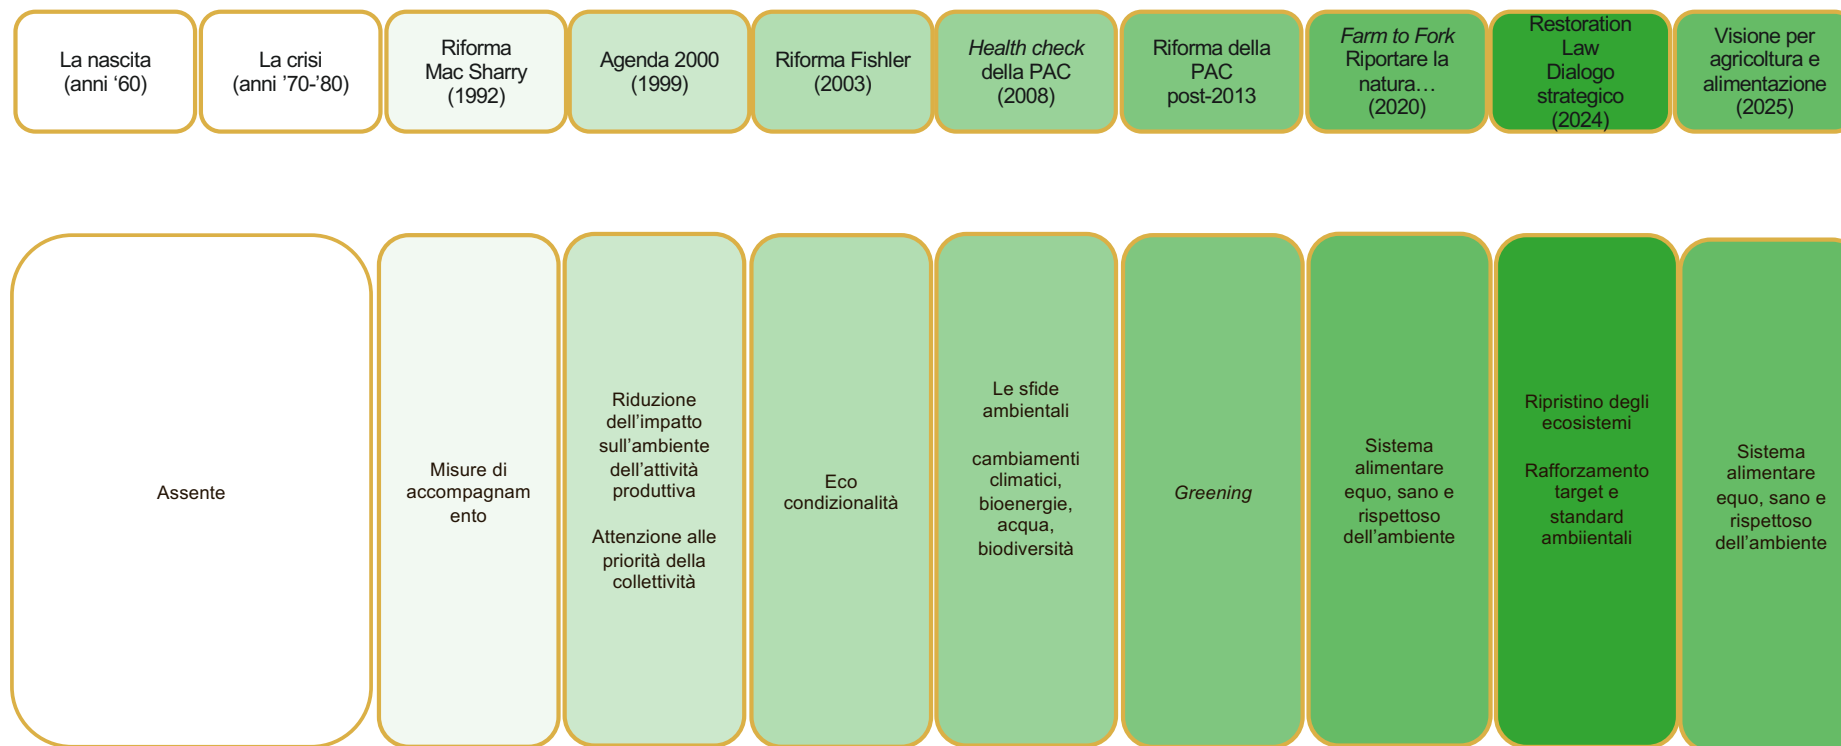 La nascita
(anni ‘60)
La crisi
(anni ’70-’80)
Riforma
Mac Sharry
(1992)
Agenda 2000
(1999)
Riforma Fishler
(2003)
Health check
della PAC
(2008)
Riforma della
PAC
post-2013
Farm to Fork
Riportare la
natura…
(2020)
Restoration
Law
Dialogo
strategico
(2024)
Visione per
agricoltura e
alimentazione
(2025)
Assente
Misure di
accompagnam
ento
Riduzione
dell’impatto
sull’ambiente
dell’attività
produttiva
Attenzione alle
priorità della
collettività
Eco
condizionalità
Le sfide
ambientali
cambiamenti
climatici,
bioenergie,
acqua,
biodiversità
Greening
Sistema
alimentare
equo, sano e
rispettoso
dell’ambiente
Ripristino degli
ecosistemi
Rafforzamento
target e
standard
ambiientali
Sistema
alimentare
equo, sano e
rispettoso
dell’ambiente